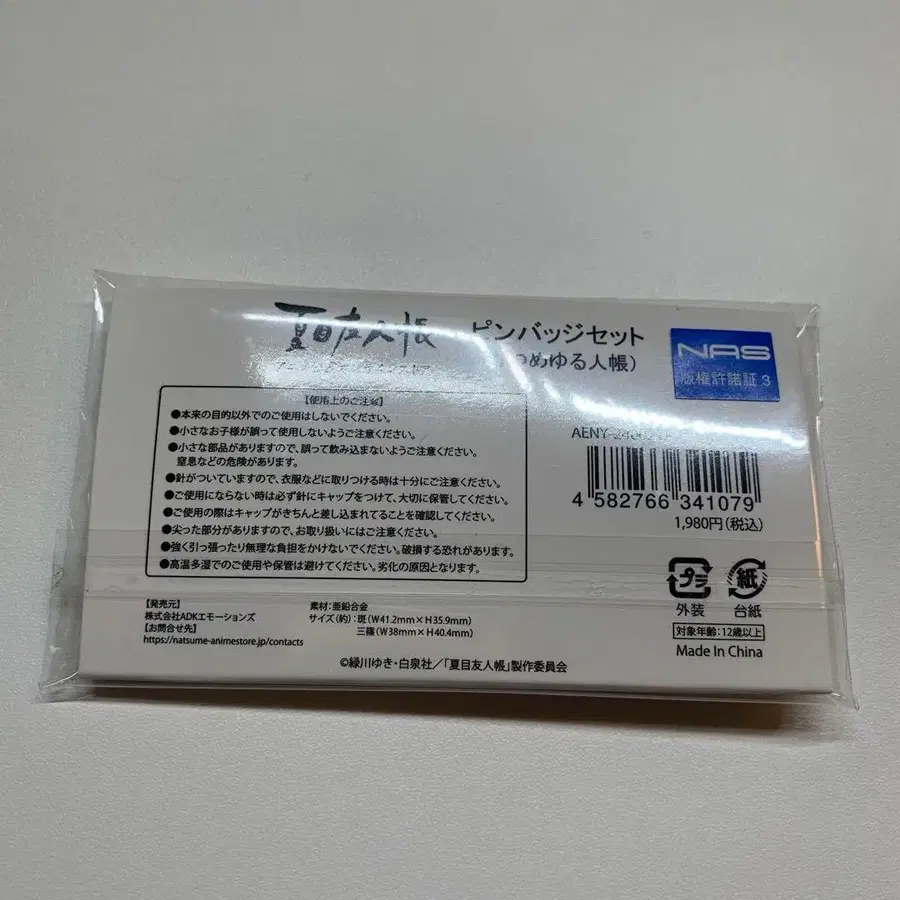 夏目友人帳
ピンバッジセット
めゆる人帳）
NAS
版権許諾証 3
【使用上のご注意】
●本来の目的以外でのご使用はしないでください。
●小さなお子様が誤って使用しないようご注意ください。
●小さな部品がありますので、誤って飲み込まないようご注意ください。
窒息などの危険があります。
●針がついていますので、衣服などに取りつける時は十分にご注意ください。
●ご使用にならない時は必ず針にキャップをつけて、大切に保管してください。
●ご使用の際はキャップがきちんと差し込まれてることを確認してください。
●尖った部分がありますので、お取り扱いにはご注意ください。
●強く引っ張ったり無理な負担をかけないでください。破損する恐れがあります。
●高温多湿でのご使用や保管は避けてください。劣化の原因となります。
4 582766 341079
1,980円（税込）
プラ
外装
紙
台紙
対象年齢：12歳以上
Made In China
【発売元】
株式会社ADKエモーションズ
【お問合せ先】
https://natsume-animestore.jp/contacts
素材：亜鉛合金
サイズ（約）：斑（W41.2mm×H35.9mm）
三篠（W38mm×H40.4mm）
©緑川ゆき・白泉社／「夏目友人帳」製作委員会